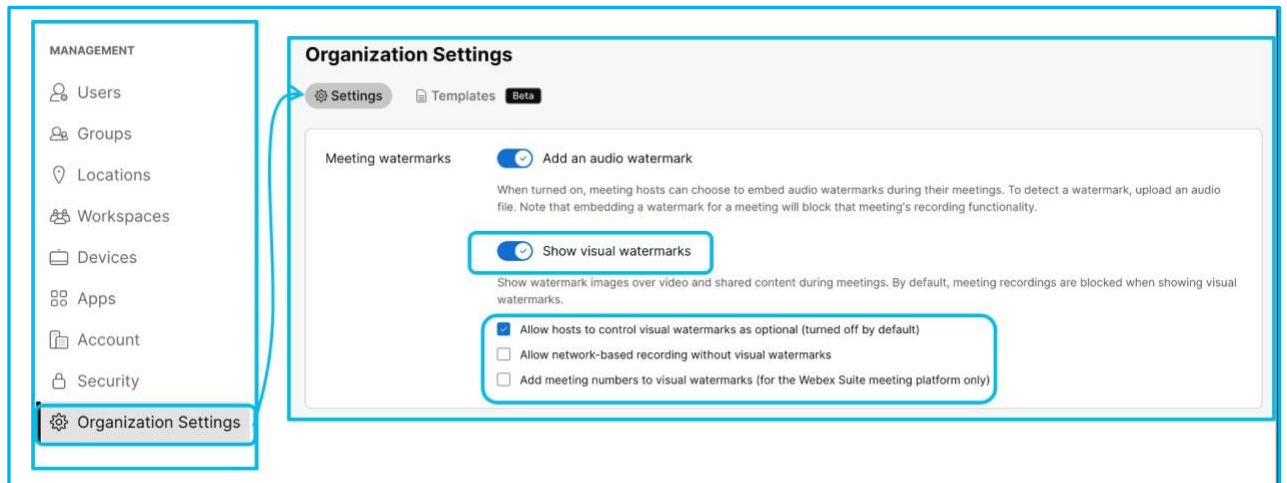 MANAGEMENT
Users
Groups
Locations
Workspaces
Devices
Apps
Account
Security
Organization Settings
Organization Settings
Settings
Templates Beta
Meeting watermarks
Add an audio watermark
When turned on, meeting hosts can choose to embed audio watermarks during their meetings. To detect a watermark, upload an audio
file. Note that embedding a watermark for a meeting will block that meeting's recording functionality.
Show visual watermarks
Show watermark images over video and shared content during meetings. By default, meeting recordings are blocked when showing visual
watermarks.
Allow hosts to control visual watermarks as optional (turned off by default)
Allow network-based recording without visual watermarks
Add meeting numbers to visual watermarks (for the Webex Suite meeting platform only)